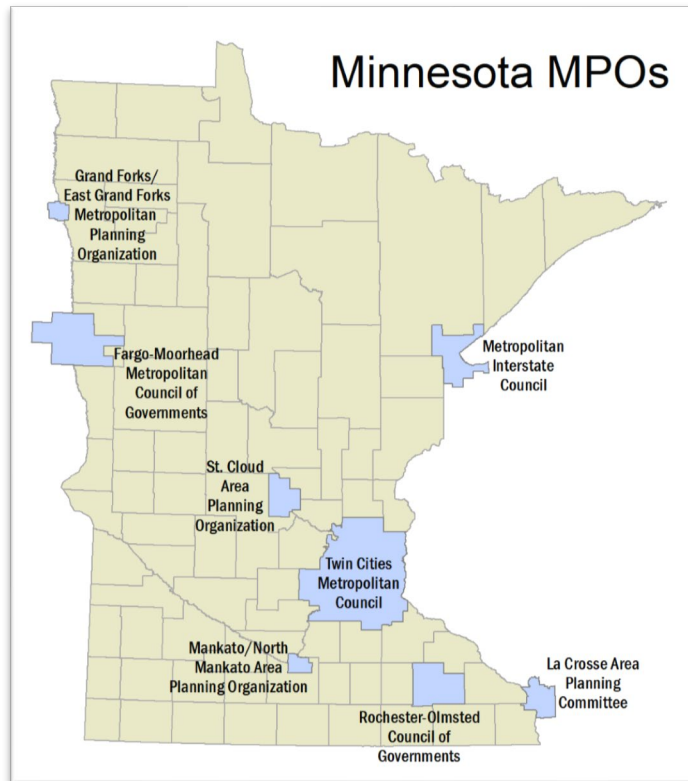 Minnesota MPOs
Grand Forks/
East Grand Forks
Metropolitan
Planning
Organization
Fargo-Moorhead
Metropolitan
Council of
Governments
Metropolitan
Interstate
Council
St. Cloud
Area
Planning
Organization
Twin Cities
Metropolitan
Council
Mankato/North
Mankato Area
Planning Organization
La Crosse Area
Planning
Committee
Rochester-Olmsted
Council of
Governments